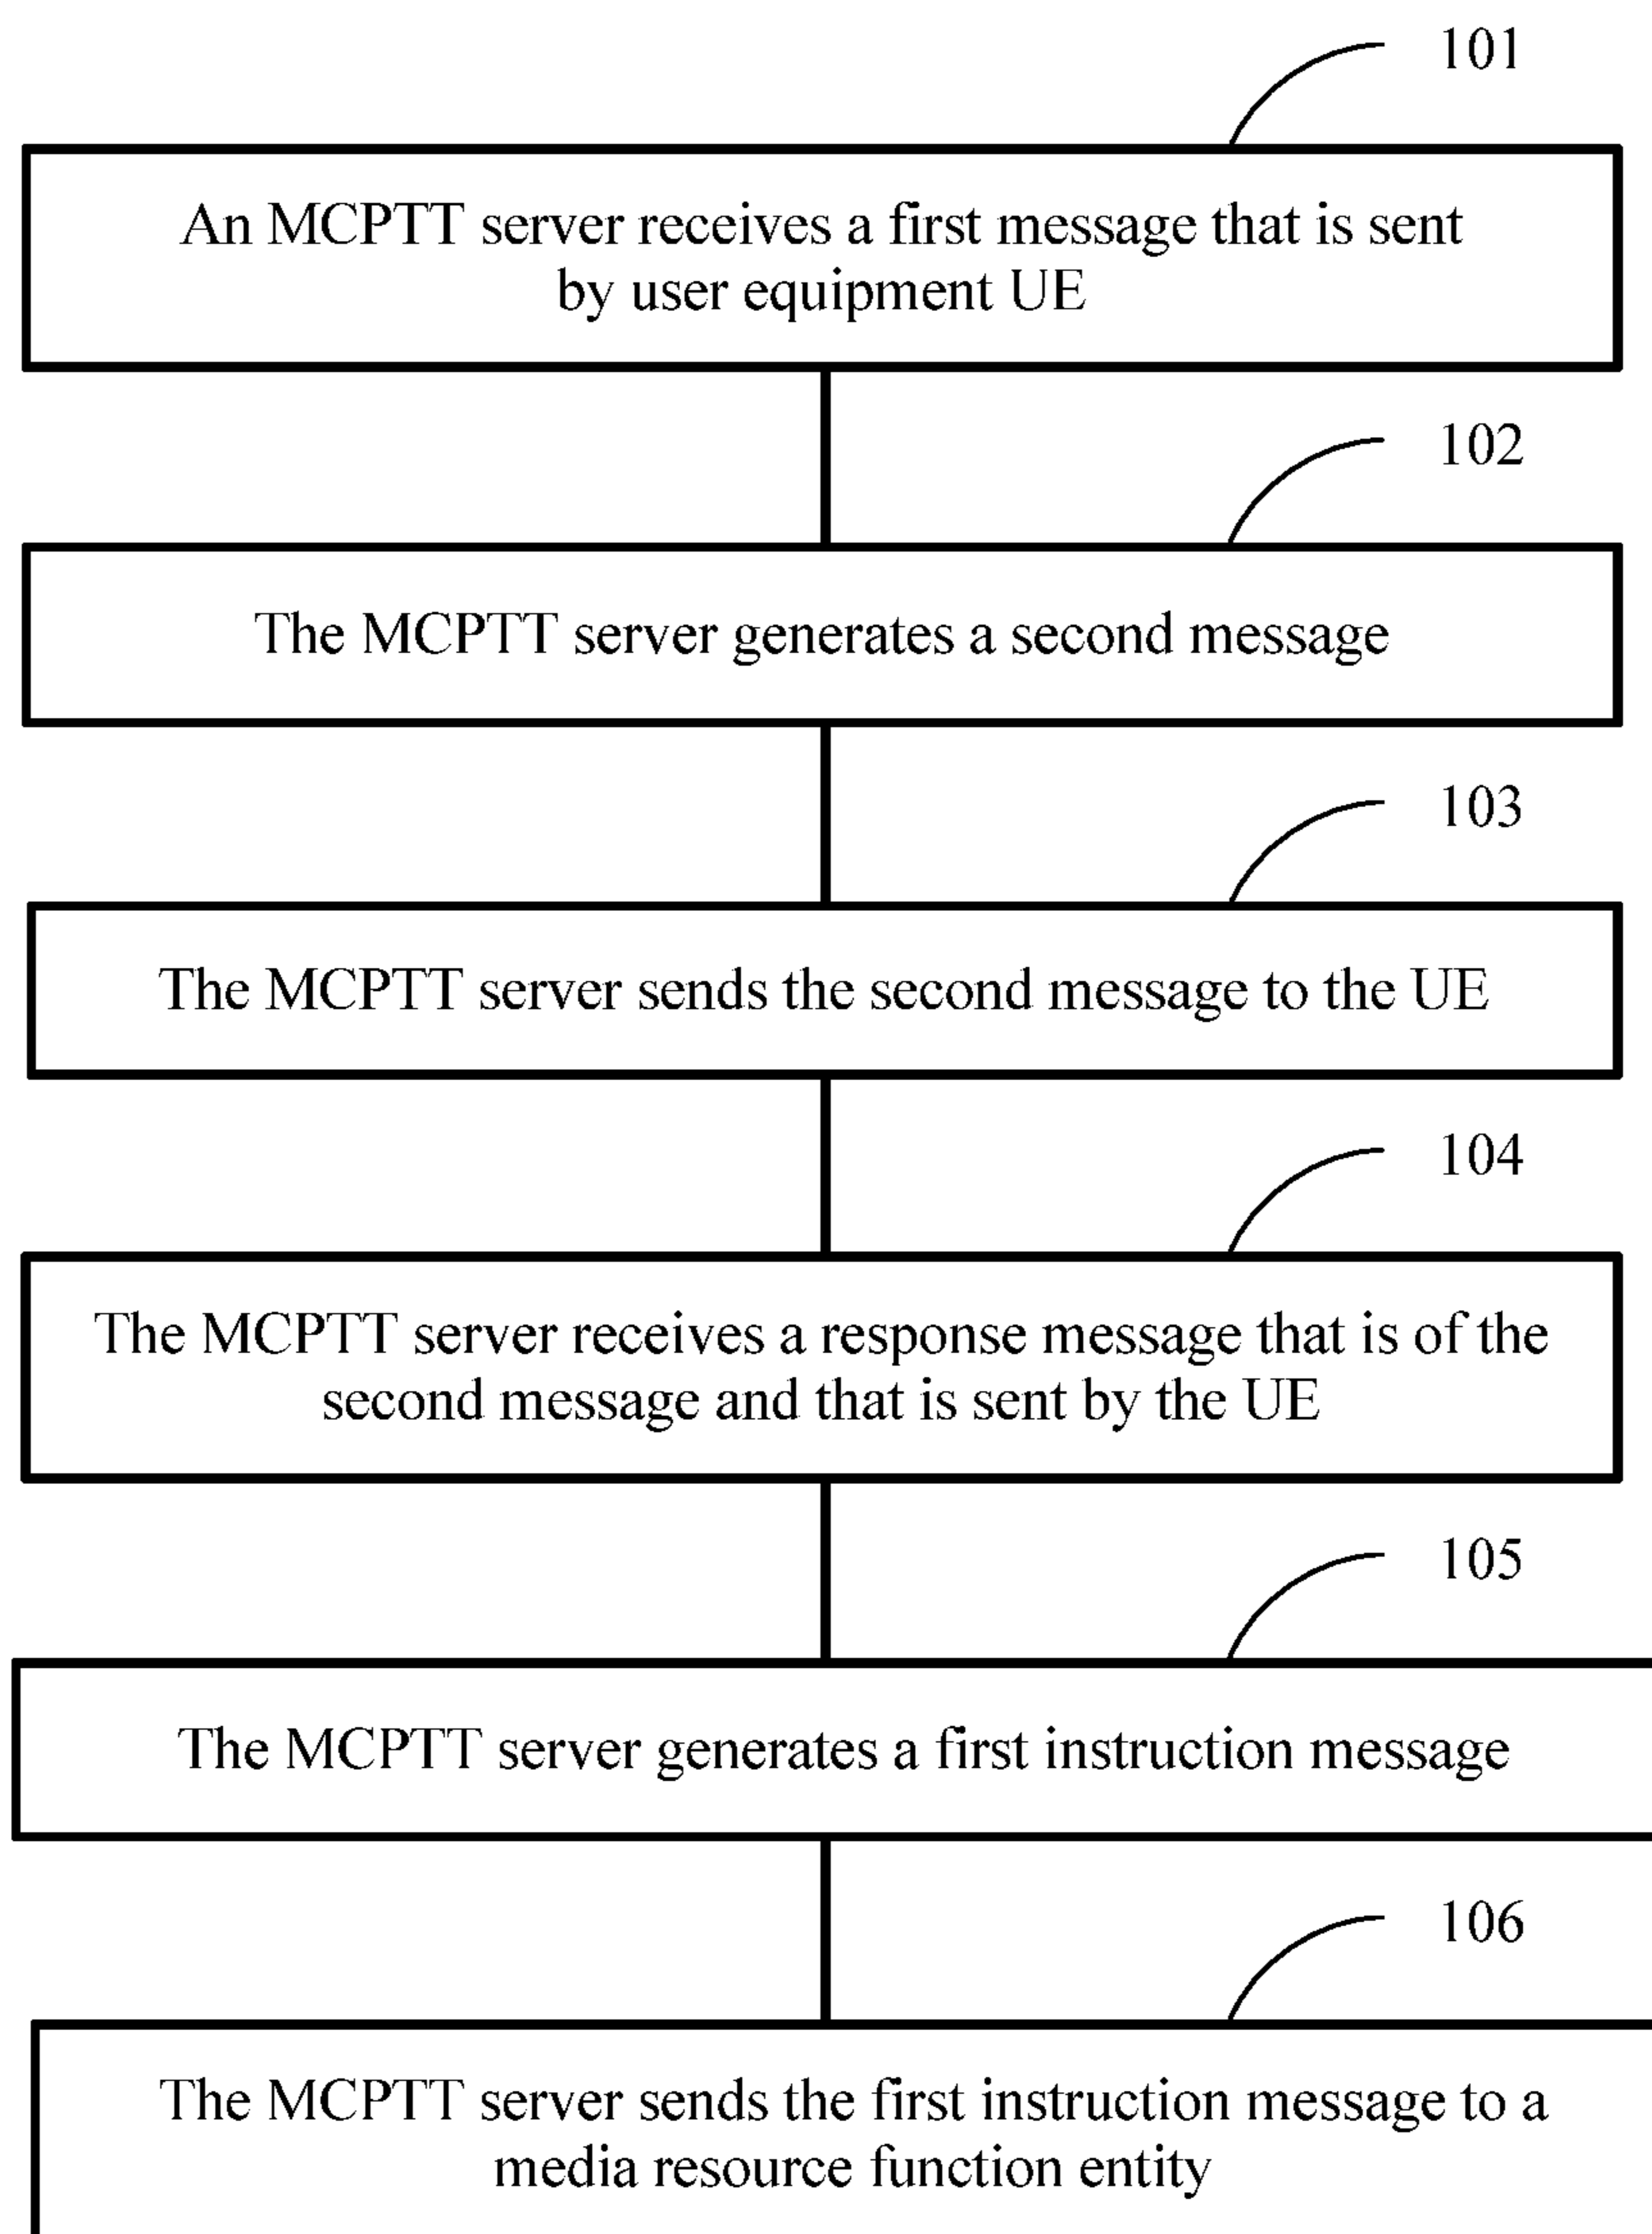 101
An MCPTT server receives a first message that is sent
by user equipment UE
102
The MCPTT server generates a second message
103
The MCPTT server sends the second message to the UE
104
The MCPTT server receives a response message that is of the
second message and that is sent by the UE
105
The MCPTT server generates a first instruction message
106
The MCPTT server sends the first instruction message to a
media resource function entity